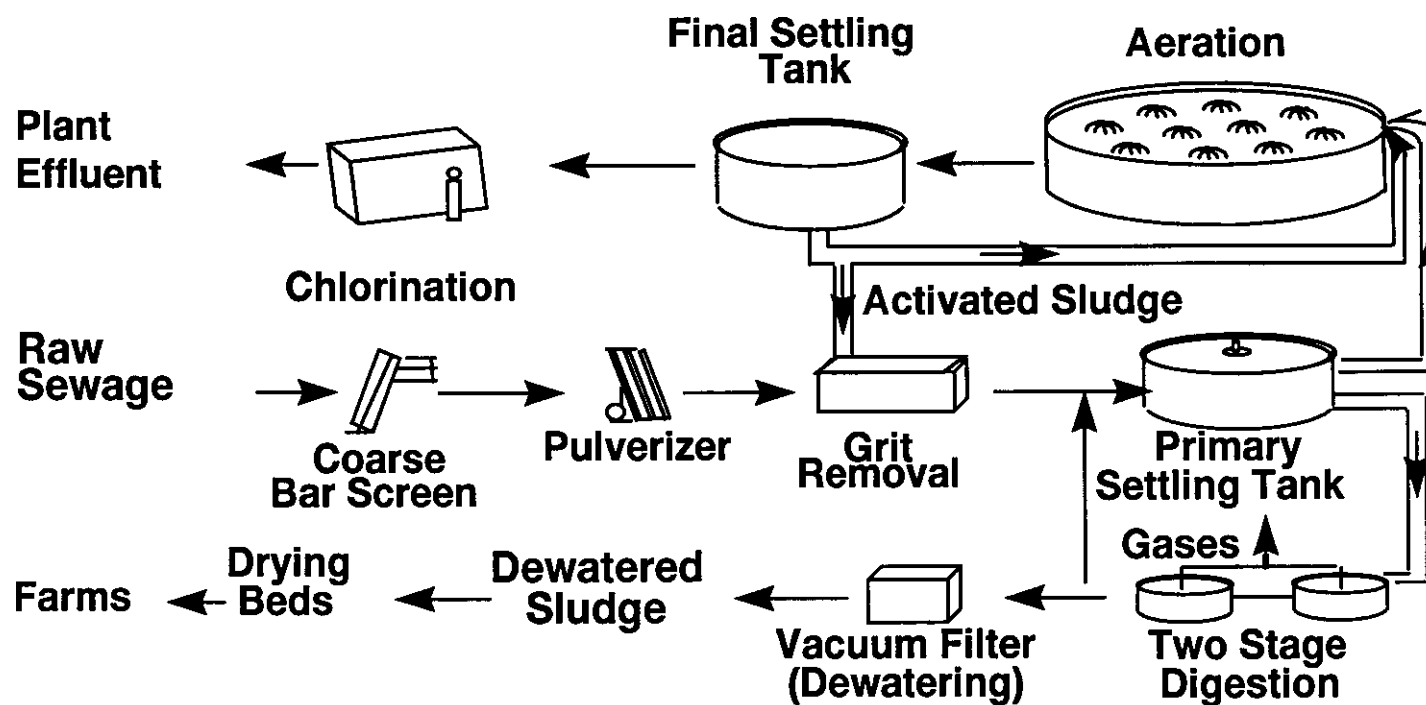 Final Settling
Tank
Aeration
Plant
Effluent
Chlorination
Activated Sludge
Raw
Sewage
Coarse
Bar Screen
Pulverizer
Grit
Removal
Primary
Settling Tank
Gases
Farms
Drying
Beds
Dewatered
Sludge
Vacuum Filter
(Dewatering)
Two Stage
Digestion